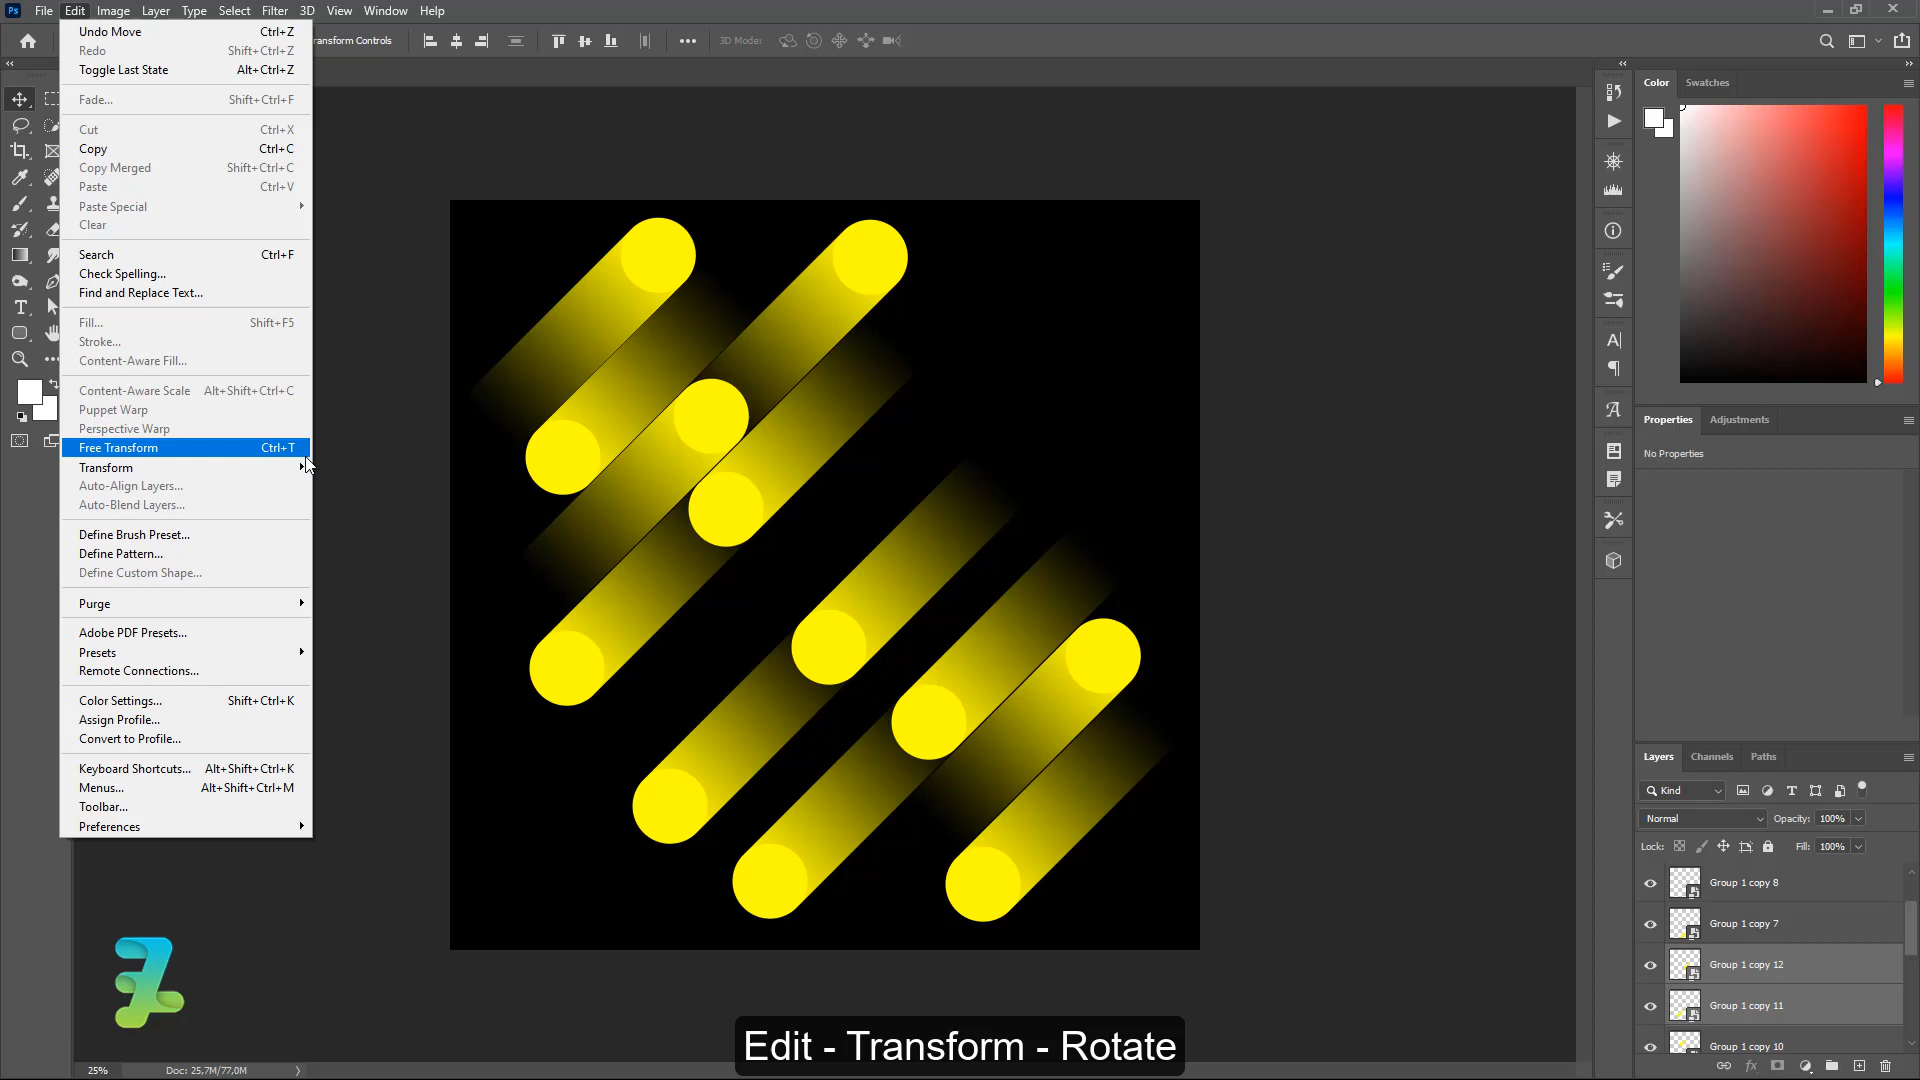 Ps File Edit Image Layer Type Select Filter 3D View Window Help
Undo Move Ctrl+Z
Redo Shift+Ctrl+Z
Toggle Last State Alt+Ctrl+Z
Fade... Shift+Ctrl+F
Cut Ctrl+X
Copy Ctrl+C
Copy Merged Shift+Ctrl+C
Paste Ctrl+V
Paste Special
Clear
Search Ctrl+F
Check Spelling...
Find and Replace Text...
Fill... Shift+F5
Stroke...
Content-Aware Fill...
Content-Aware Scale Alt+Shift+Ctrl+C
Puppet Warp
Perspective Warp
Free Transform Ctrl+T
Transform
Auto-Align Layers...
Auto-Blend Layers...
Define Brush Preset...
Define Pattern...
Define Custom Shape...
Purge
Adobe PDF Presets...
Presets
Remote Connections...
Color Settings... Shift+Ctrl+K
Assign Profile...
Convert to Profile...
Keyboard Shortcuts... Alt+Shift+Ctrl+K
Menus... Alt+Shift+Ctrl+M
Toolbar...
Preferences
ransform Controls
3D Mode:
Color Swatches
Properties Adjustments
No Properties
Layers Channels Paths
Kind
Normal Opacity: 100%
Lock: Fill: 100%
Group 1 copy 8
Group 1 copy 7
Group 1 copy 12
Group 1 copy 11
Group 1 copy 10
fx
Edit - Transform - Rotate
25% Doc: 25,7M/77,0M